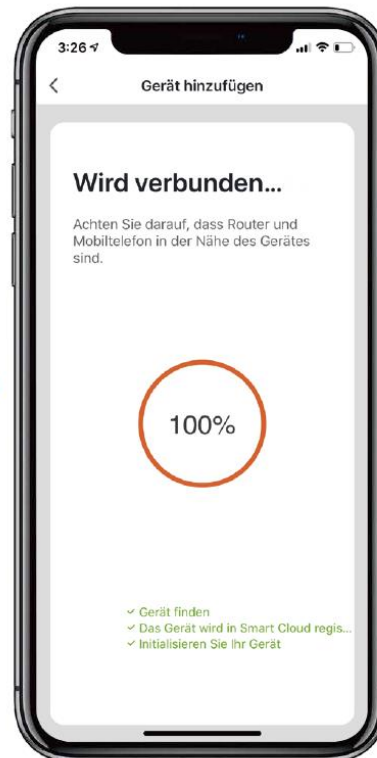 3:26
Gerät hinzufügen
Wird verbunden...
Achten Sie darauf, dass Router und
Mobiltelefon in der Nähe des Gerätes
sind.
100%
Gerät finden
Das Gerät wird in Smart Cloud regis...
Initialisieren Sie Ihr Gerät